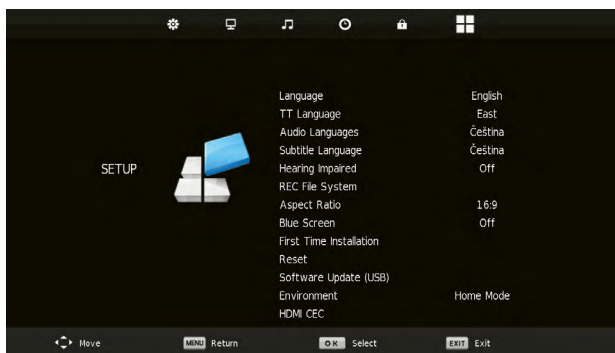 Language English
TT Language East
Audio Languages Čeština
Subtitle Language Čeština
SETUP
Hearing Impaired Off
REC File System
Aspect Ratio 16:9
Blue Screen Off
First Time Installation
Reset
Software Update (USB)
Environment Home Mode
HDMI CEC
Move MENU Return OK Select EXIT Exit